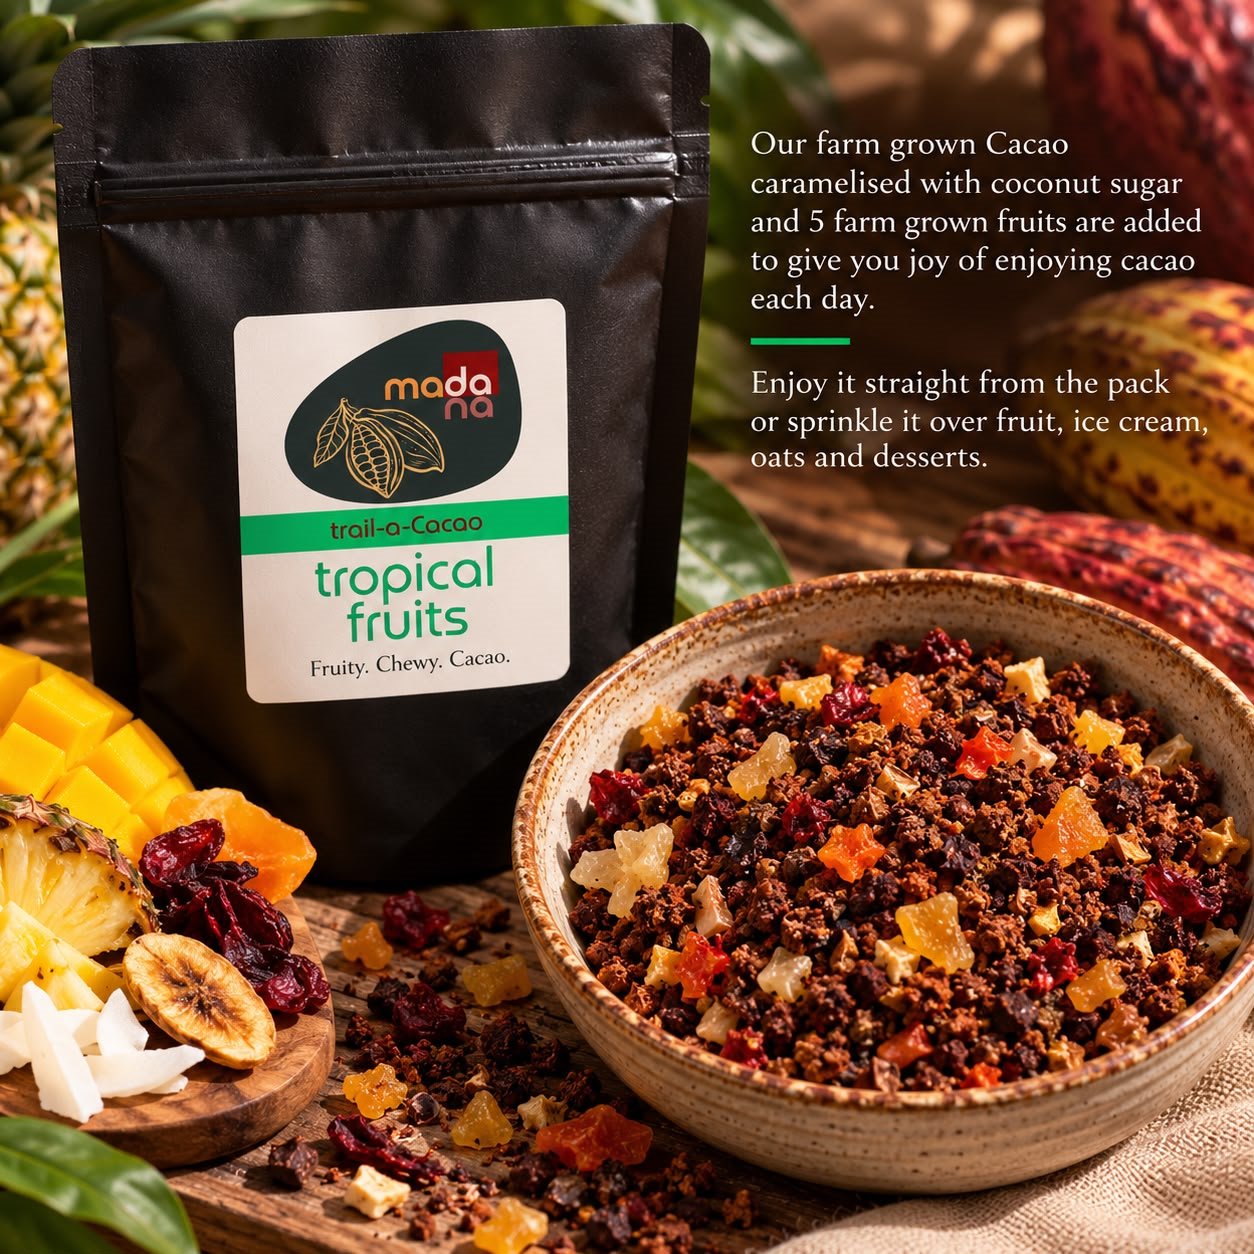 mada
na
trail-a-Cacao
tropical
fruits
Fruity. Chewy. Cacao.
Our farm grown Cacao
caramelised with coconut sugar
and 5 farm grown fruits are added
to give you joy of enjoying cacao
each day.
Enjoy it straight from the pack
or sprinkle it over fruit, ice cream,
oats and desserts.